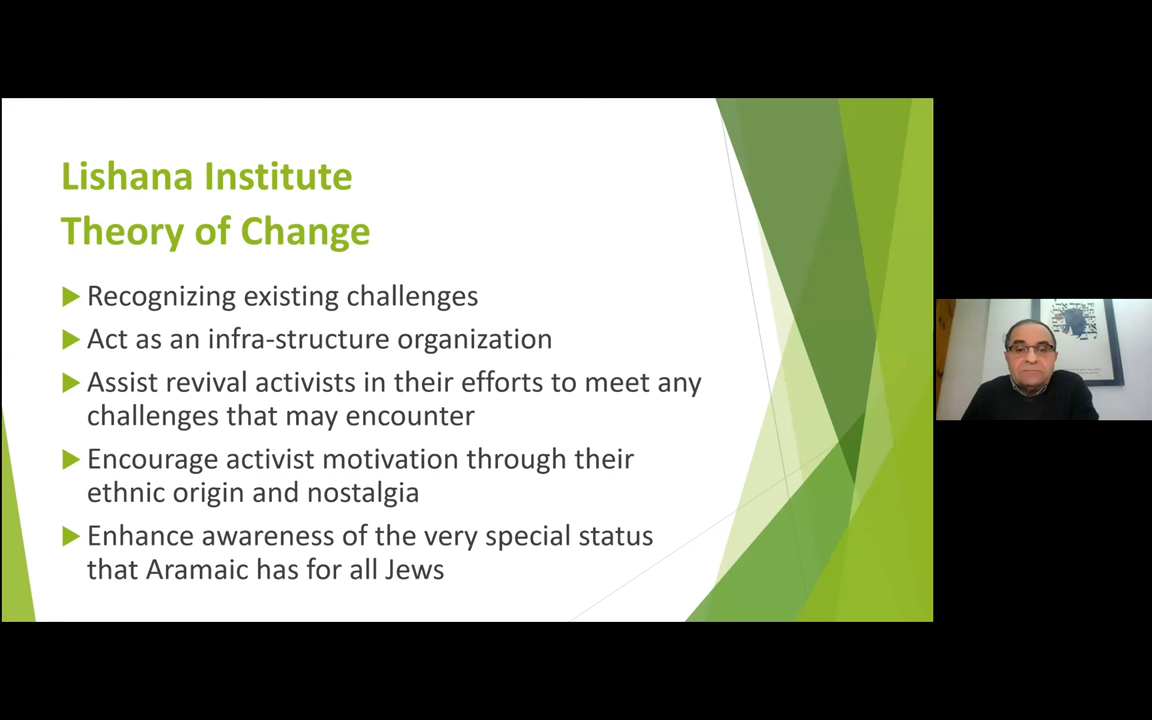 Lishana Institute
Theory of Change
Recognizing existing challenges
Act as an infra-structure organization
Assist revival activists in their efforts to meet any
challenges that may encounter
Encourage activist motivation through their
ethnic origin and nostalgia
Enhance awareness of the very special status
that Aramaic has for all Jews